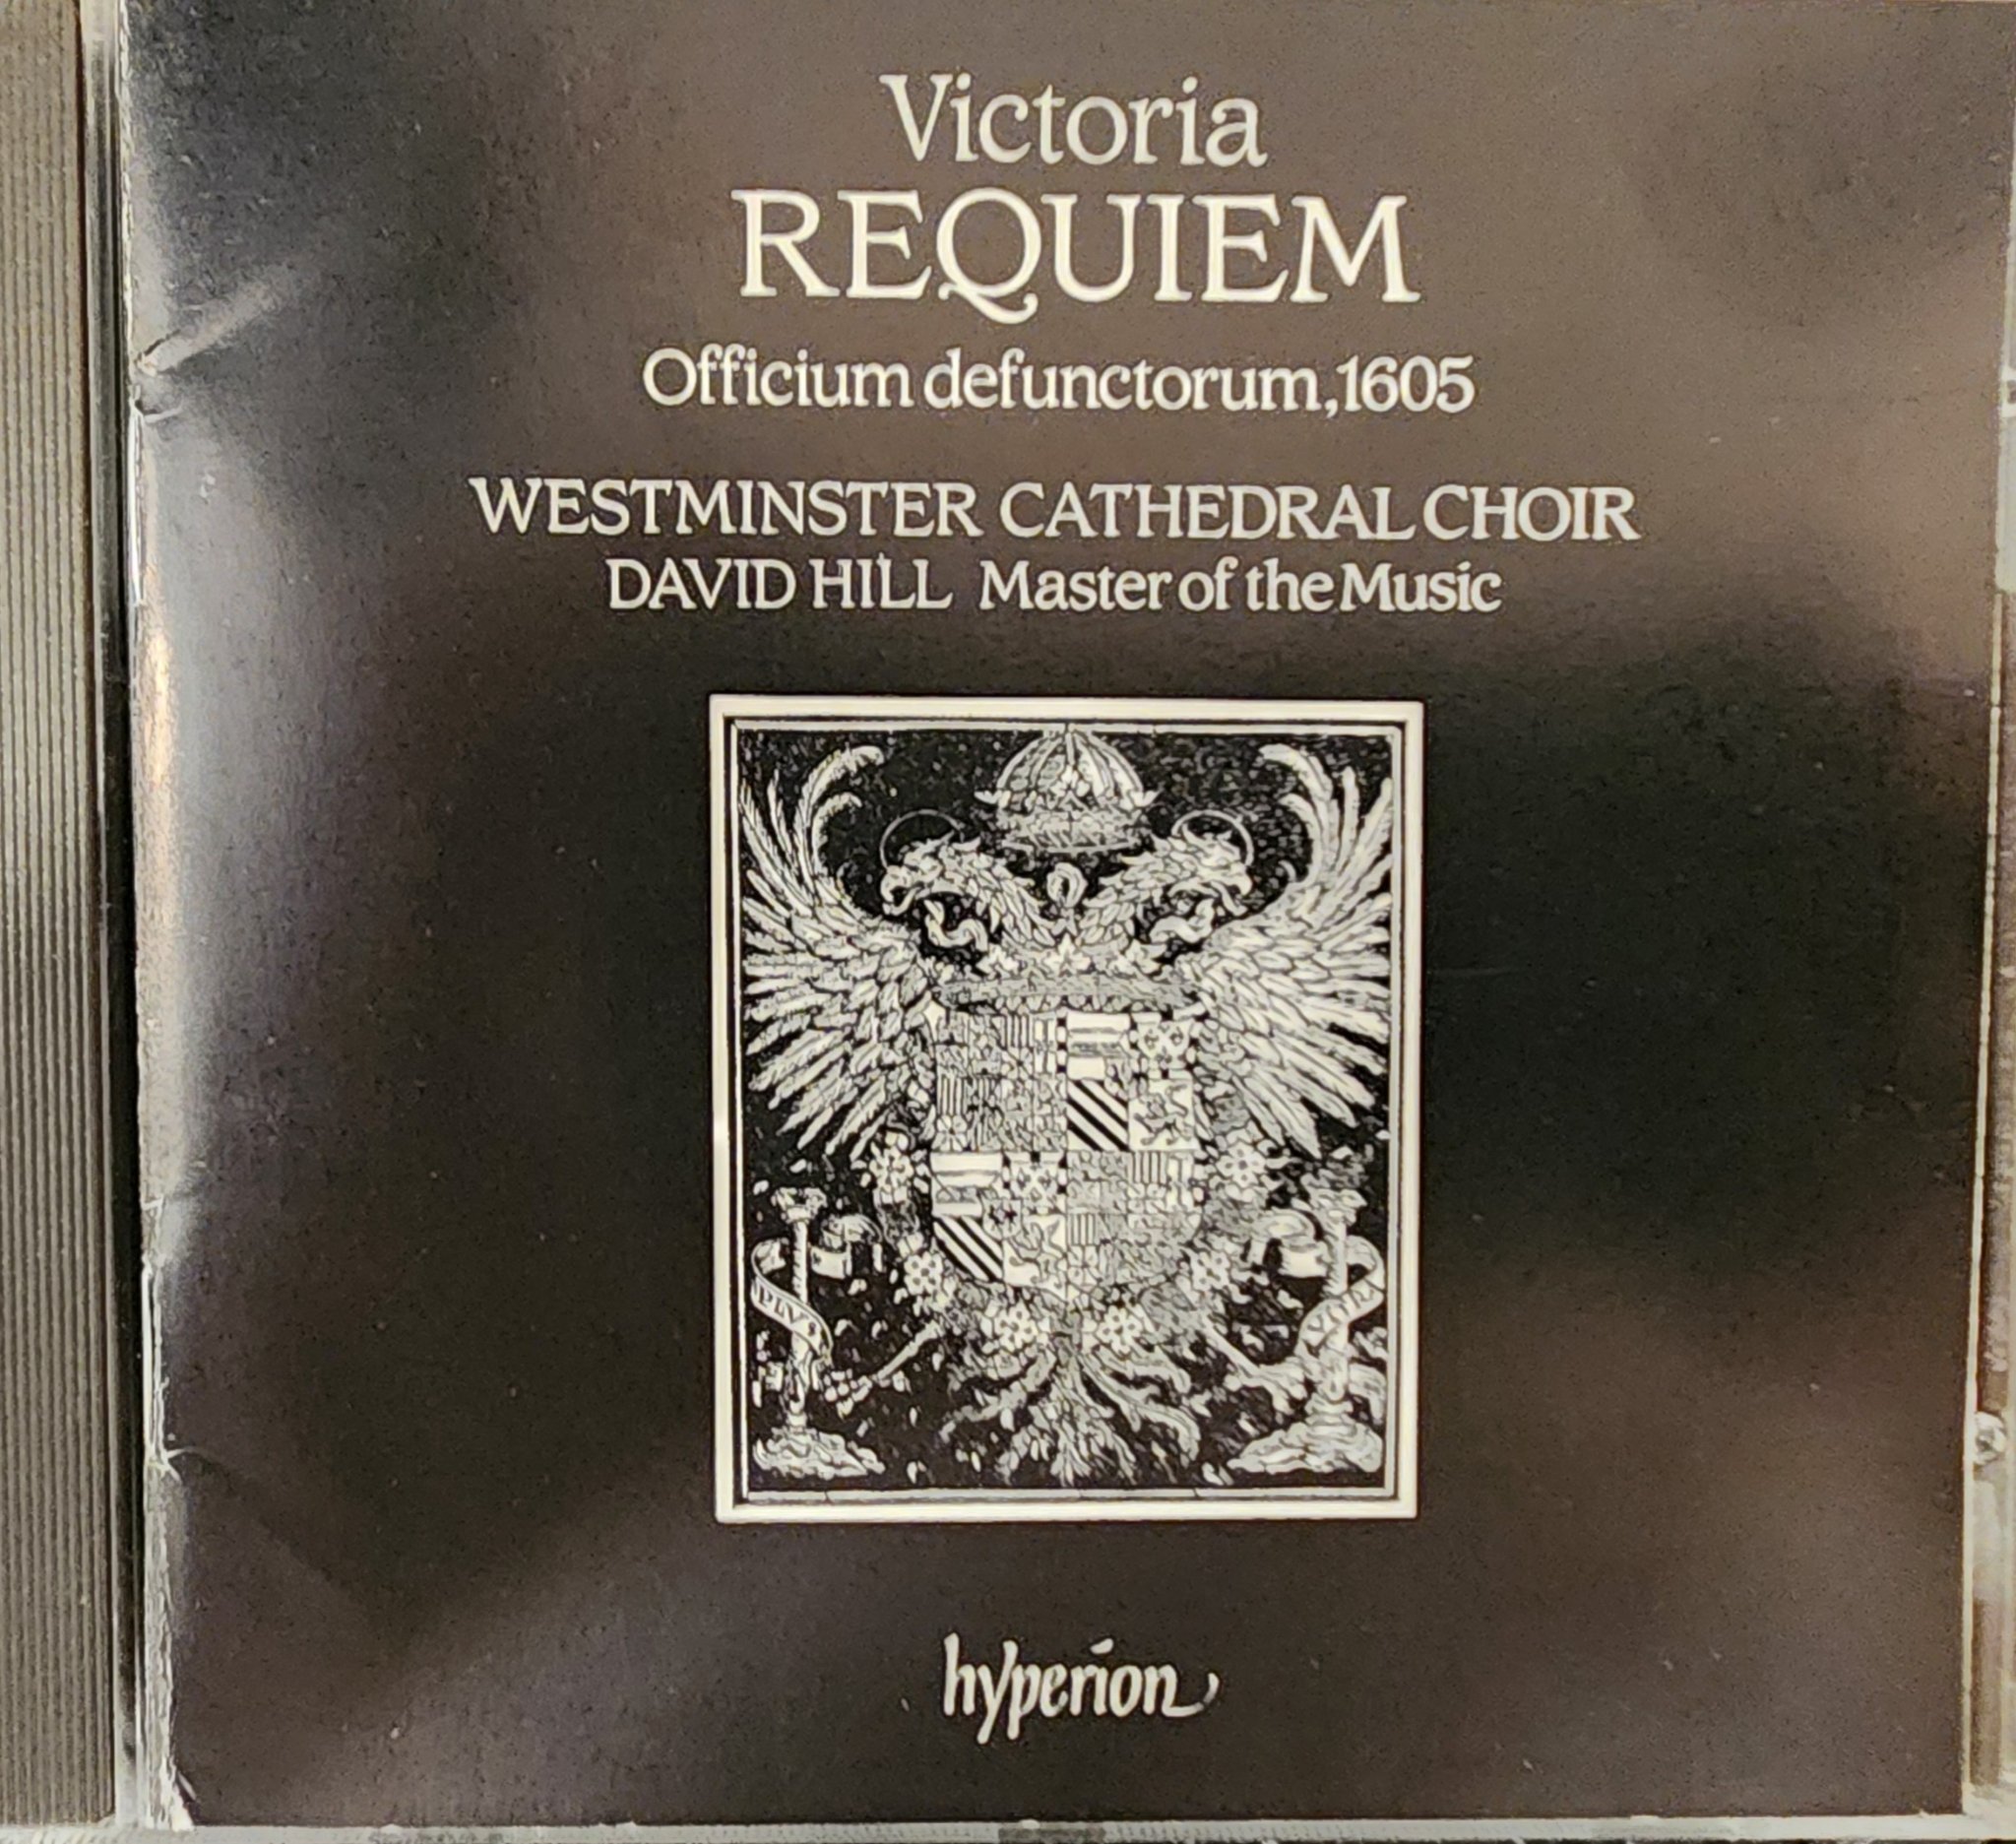 Victoria
REQUIEM
Officium defunctorum, 1605
WESTMINSTER CATHEDRAL CHOIR
DAVID HILL Master of the Music
hyperion